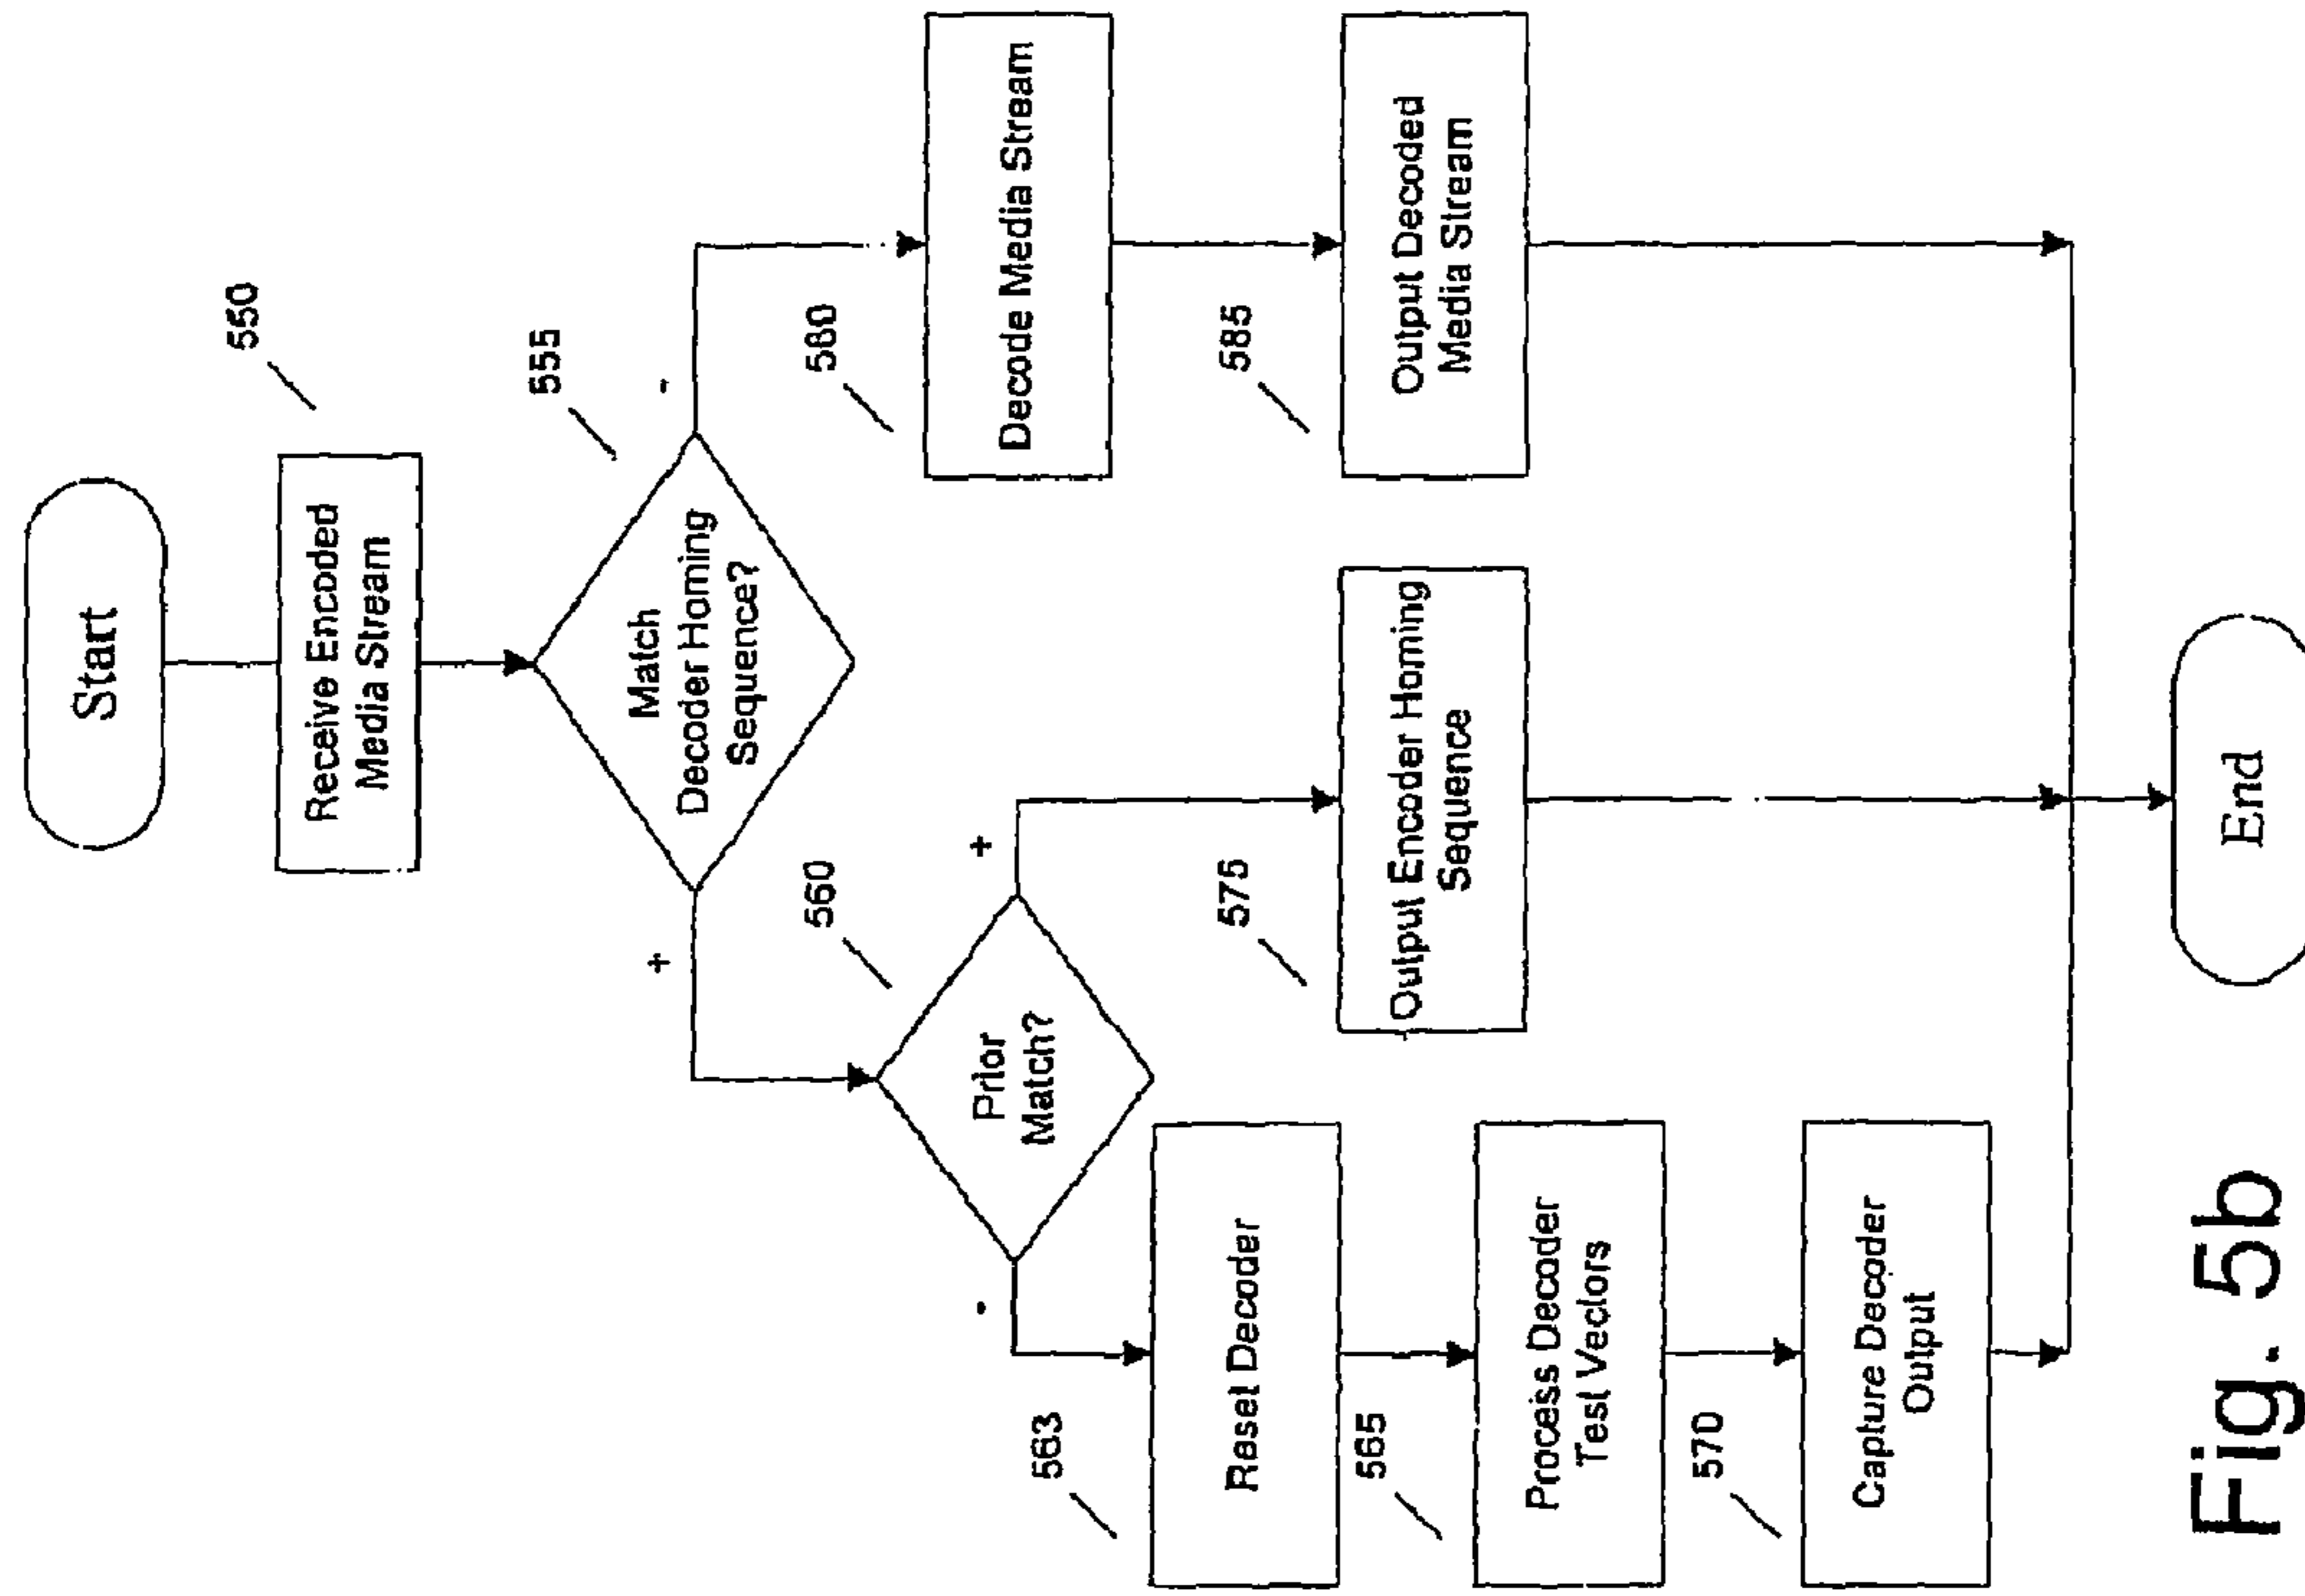 Start
550
Receive Encoded
Media Stream
555
Match
Decoder Homing
Sequence?
+
-
560
Prior
Match?
-
+
580
Decode Media Stream
563
Reset Decoder
565
Process Decoder
Test Vectors
570
Capture Decoder
Output
575
Output Encoder Homing
Sequence
585
Output Decoded
Media Stream
End
Fig. 5b